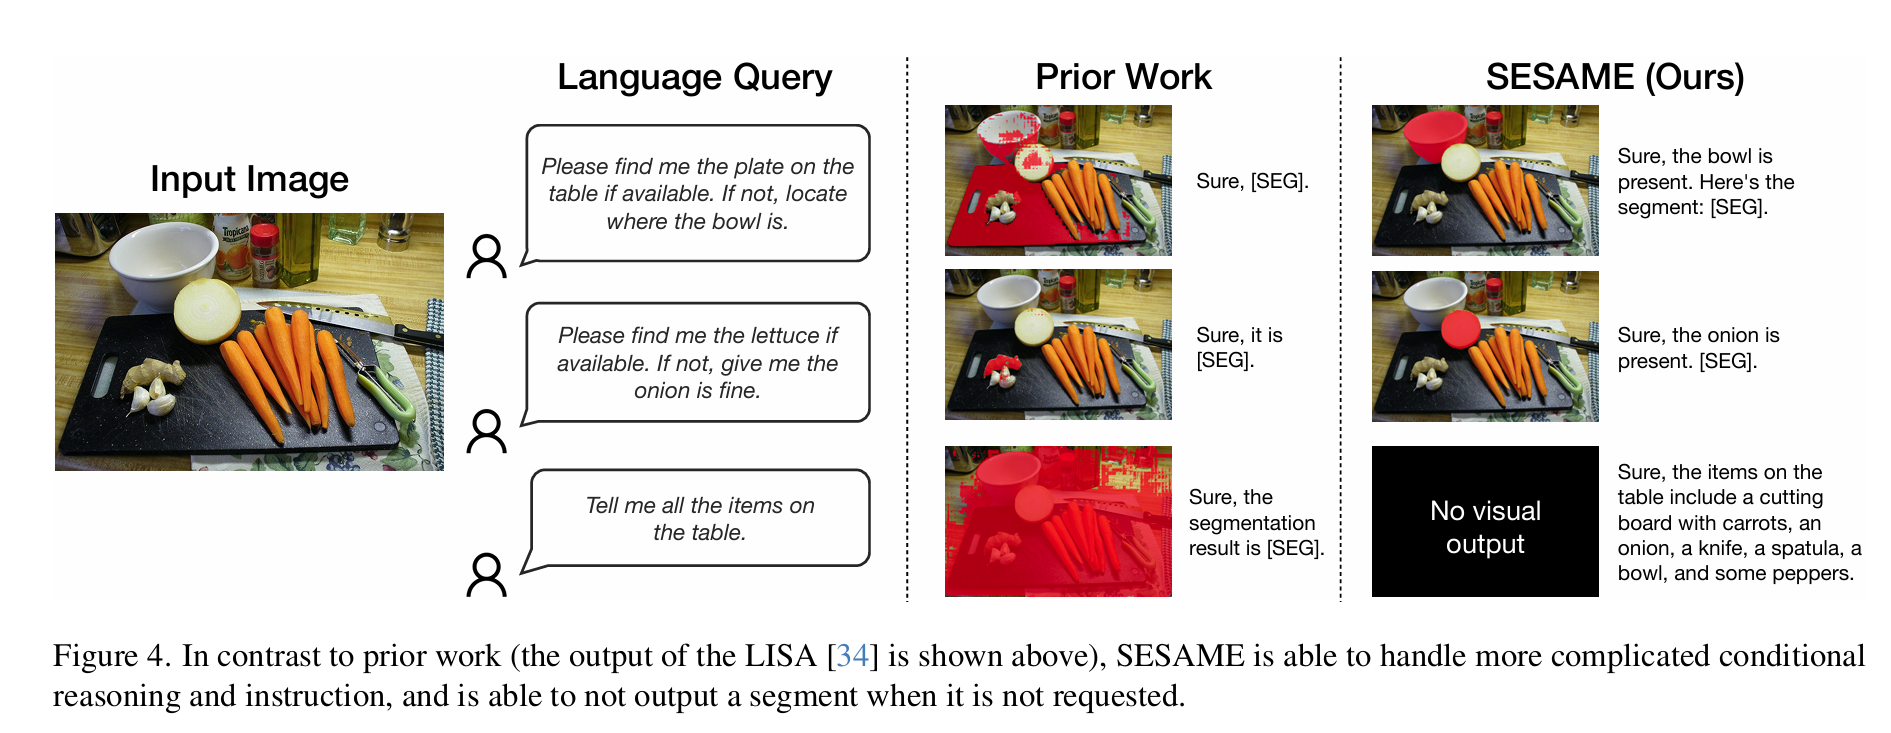 Input Image
Language Query
Please find me the plate on the
table if available. If not, locate
where the bowl is.
Please find me the lettuce if
available. If not, give me the
onion is fine.
Tell me all the items on
the table.
Prior Work
Sure, [SEG].
Sure, it is
[SEG].
Sure, the
segmentation
result is [SEG].
SESAME (Ours)
Sure, the bowl is
present. Here's the
segment: [SEG].
Sure, the onion is
present. [SEG].
No visual
output
Sure, the items on the
table include a cutting
board with carrots, an
onion, a knife, a spatula, a
bowl, and some peppers.
Tropicana
Figure 4. In contrast to prior work (the output of the LISA [34] is shown above), SESAME is able to handle more complicated conditional
reasoning and instruction, and is able to not output a segment when it is not requested.